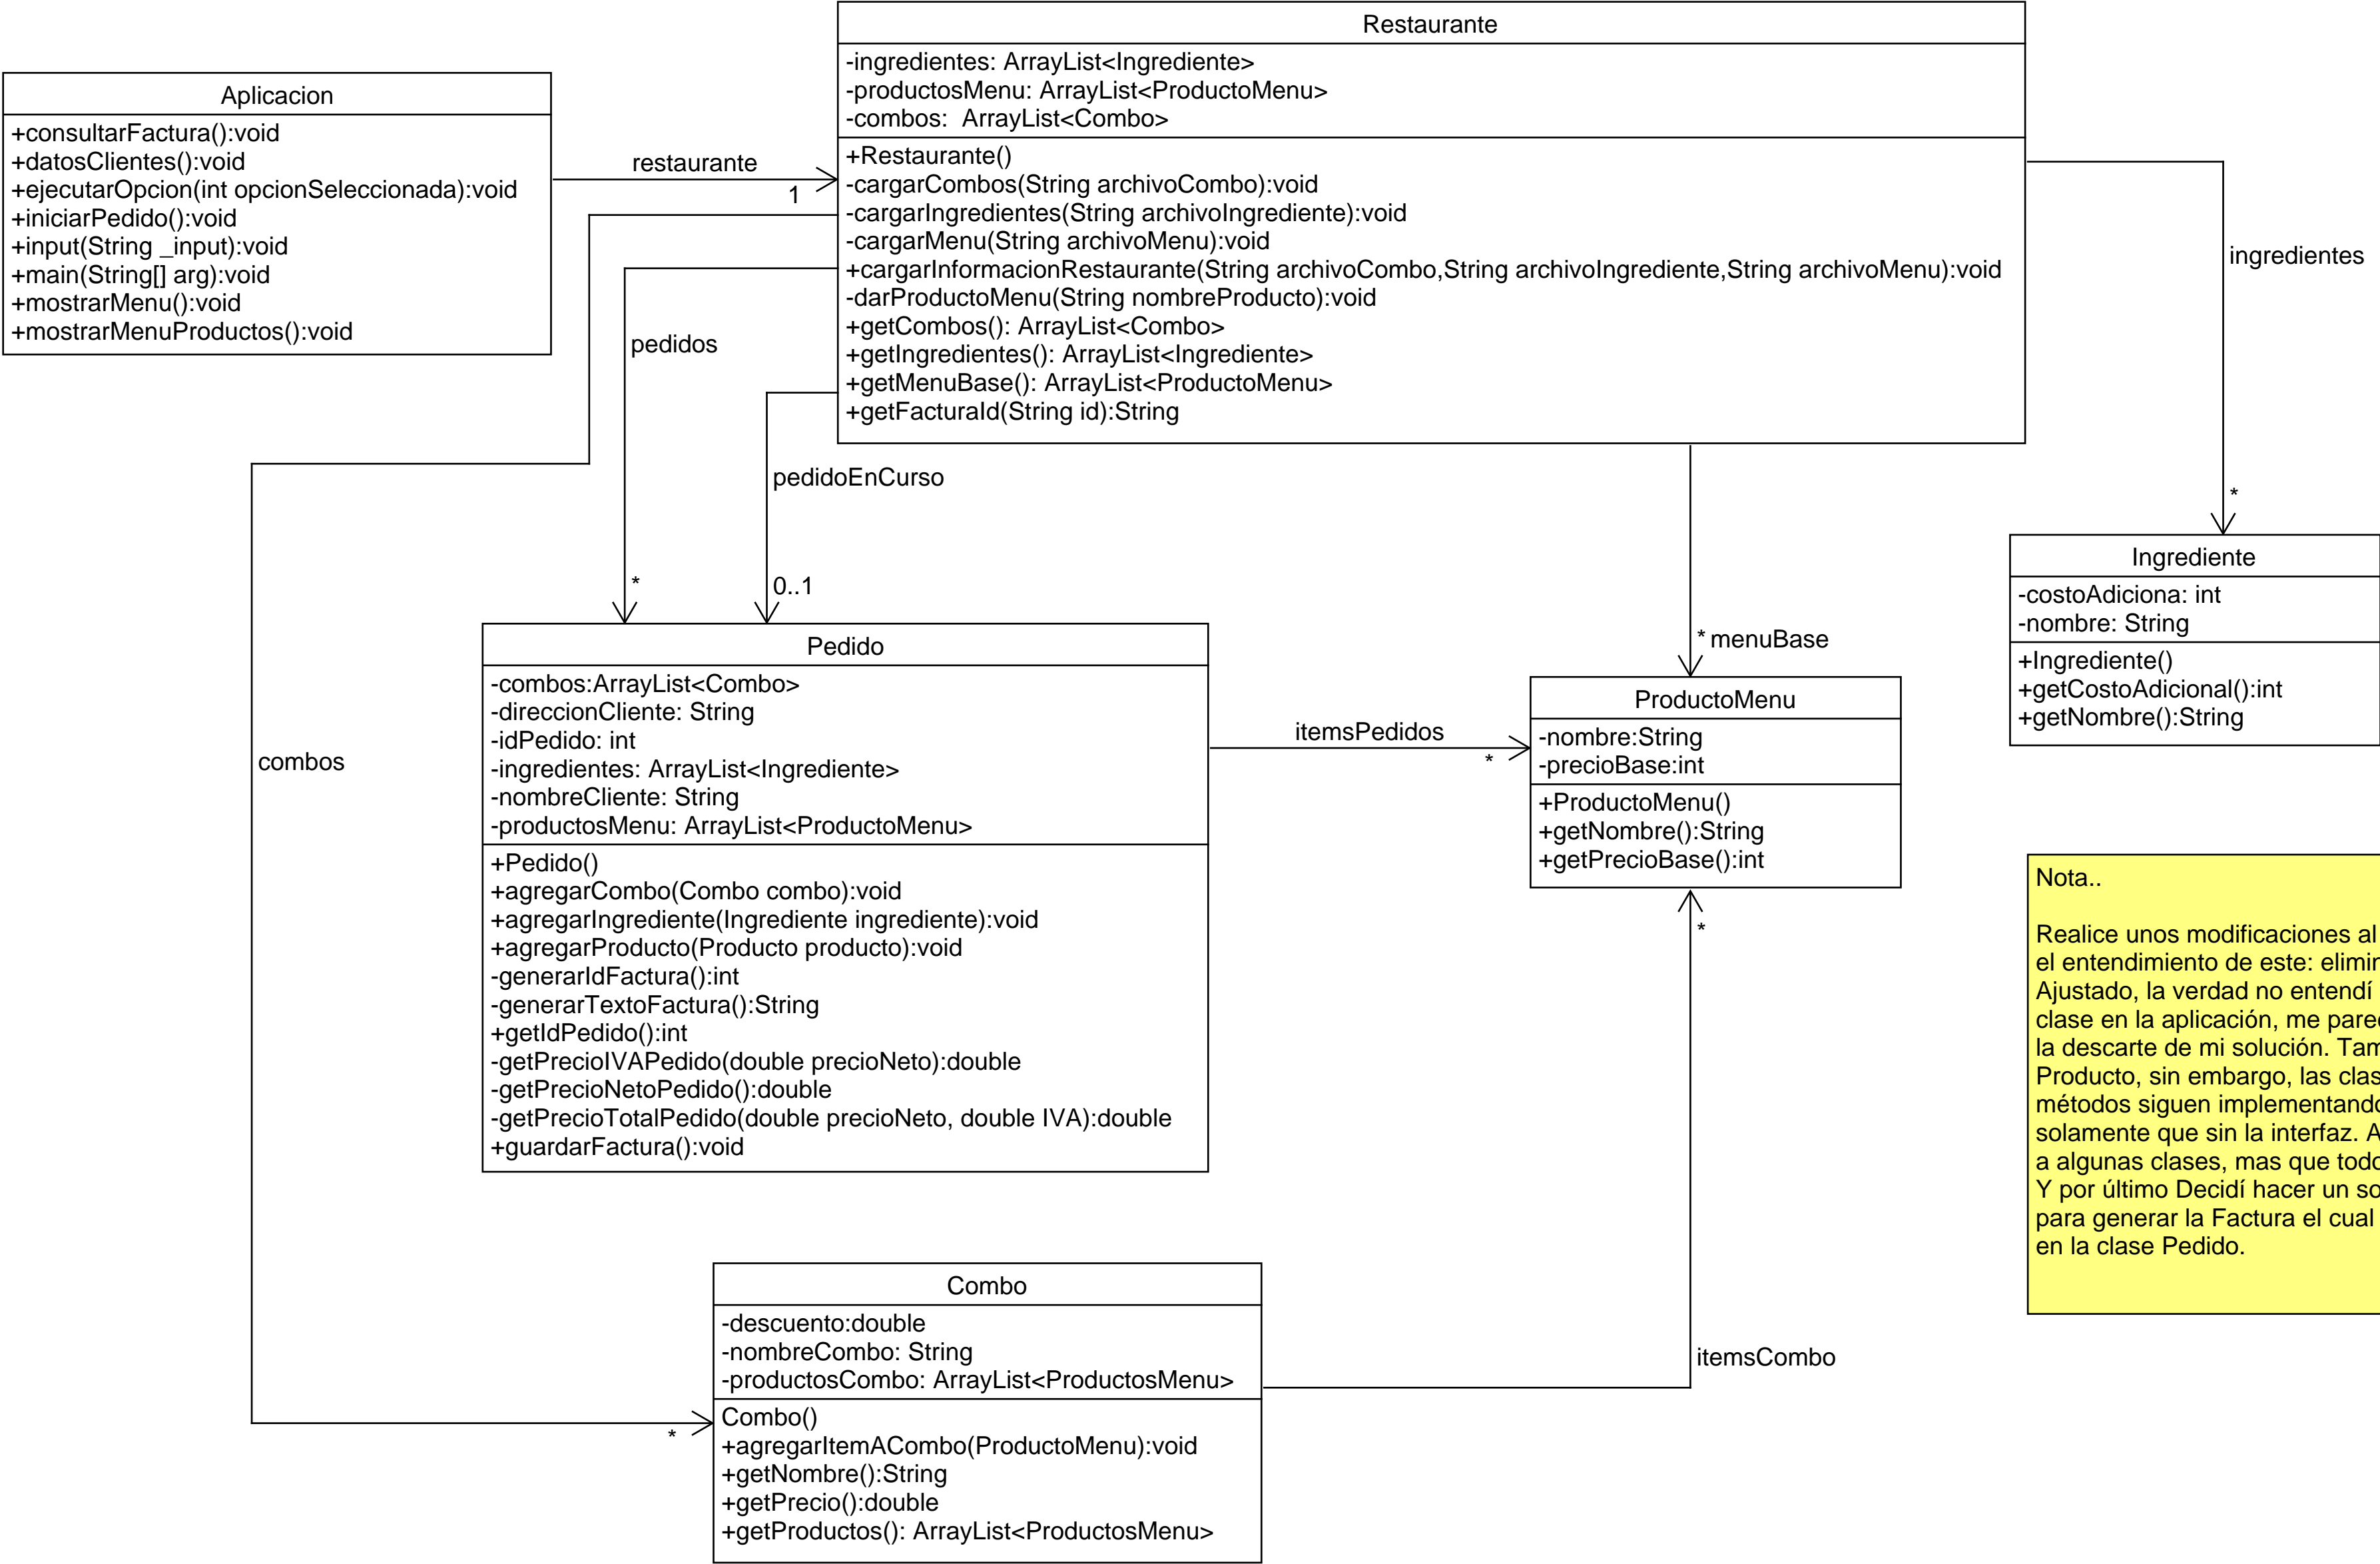 Restaurante
-ingredientes: ArrayList<Ingrediente>
-productosMenu: ArrayList<ProductoMenu>
-combos:  ArrayList<Combo>
+Restaurante()
-cargarCombos(String archivoCombo):void
-cargarIngredientes(String archivoIngrediente):void
-cargarMenu(String archivoMenu):void
+cargarInformacionRestaurante(String archivoCombo,String archivoIngrediente,String archivoMenu):void
-darProductoMenu(String nombreProducto):void
+getCombos(): ArrayList<Combo>
+getIngredientes(): ArrayList<Ingrediente>
+getMenuBase(): ArrayList<ProductoMenu>
+getFacturaId(String id):String
Aplicacion
+consultarFactura():void
+datosClientes():void
+ejecutarOpcion(int opcionSeleccionada):void
+iniciarPedido():void
+input(String _input):void
+main(String[] arg):void
+mostrarMenu():void
+mostrarMenuProductos():void
restaurante
1
ingredientes
*
pedidos
*
pedidoEnCurso
0..1
* menuBase
combos
*
Ingrediente
-costoAdiciona: int
-nombre: String
+Ingrediente()
+getCostoAdicional():int
+getNombre():String
Pedido
-combos:ArrayList<Combo>
-direccionCliente: String
-idPedido: int
-ingredientes: ArrayList<Ingrediente>
-nombreCliente: String
-productosMenu: ArrayList<ProductoMenu>
+Pedido()
+agregarCombo(Combo combo):void
+agregarIngrediente(Ingrediente ingrediente):void
+agregarProducto(Producto producto):void
-generarIdFactura():int
-generarTextoFactura():String
+getIdPedido():int
-getPrecioIVAPedido(double precioNeto):double
-getPrecioNetoPedido():double
-getPrecioTotalPedido(double precioNeto, double IVA):double
+guardarFactura():void
itemsPedidos
*
ProductoMenu
-nombre:String
-precioBase:int
+ProductoMenu()
+getNombre():String
+getPrecioBase():int
*
itemsCombo
Nota..
Realice unos modificaciones al
el entendimiento de este:
Ajustado, la verdad no entendí
clase en la aplicación, me
la descarte de mi solución.
Producto, sin embargo, las
métodos siguen
solamente que sin la interfaz.
a algunas clases, mas que
Y por último Decidí hacer un
para generar la Factura el cual
en la clase Pedido.
Combo
-descuento:double
-nombreCombo: String
-productosCombo: ArrayList<ProductosMenu>
Combo()
+agregarItemACombo(ProductoMenu):void
+getNombre():String
+getPrecio():double
+getProductos(): ArrayList<ProductosMenu>